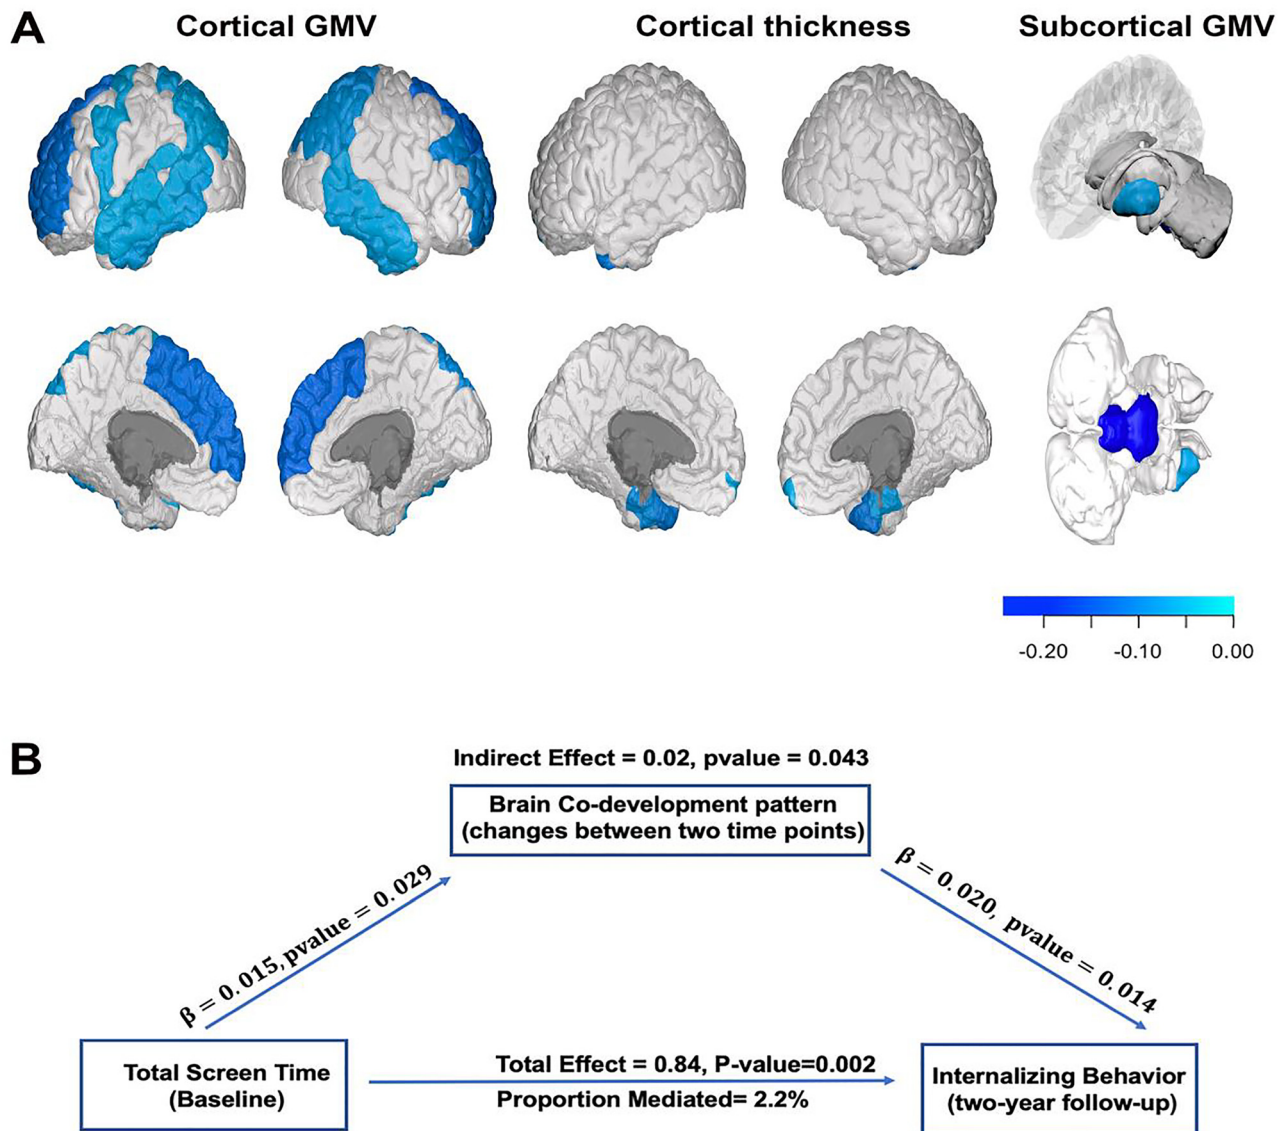 A
Cortical GMV
Cortical thickness
Subcortical GMV
-0.20
-0.10
0.00
B
Indirect Effect = 0.02, pvalue = 0.043
Brain Co-development pattern
(changes between two time points)
β = 0.015, pvalue = 0.029
β = 0.020, pvalue = 0.014
Total Screen Time
(Baseline)
Total Effect = 0.84, P-value=0.002
Proportion Mediated= 2.2%
Internalizing Behavior
(two-year follow-up)